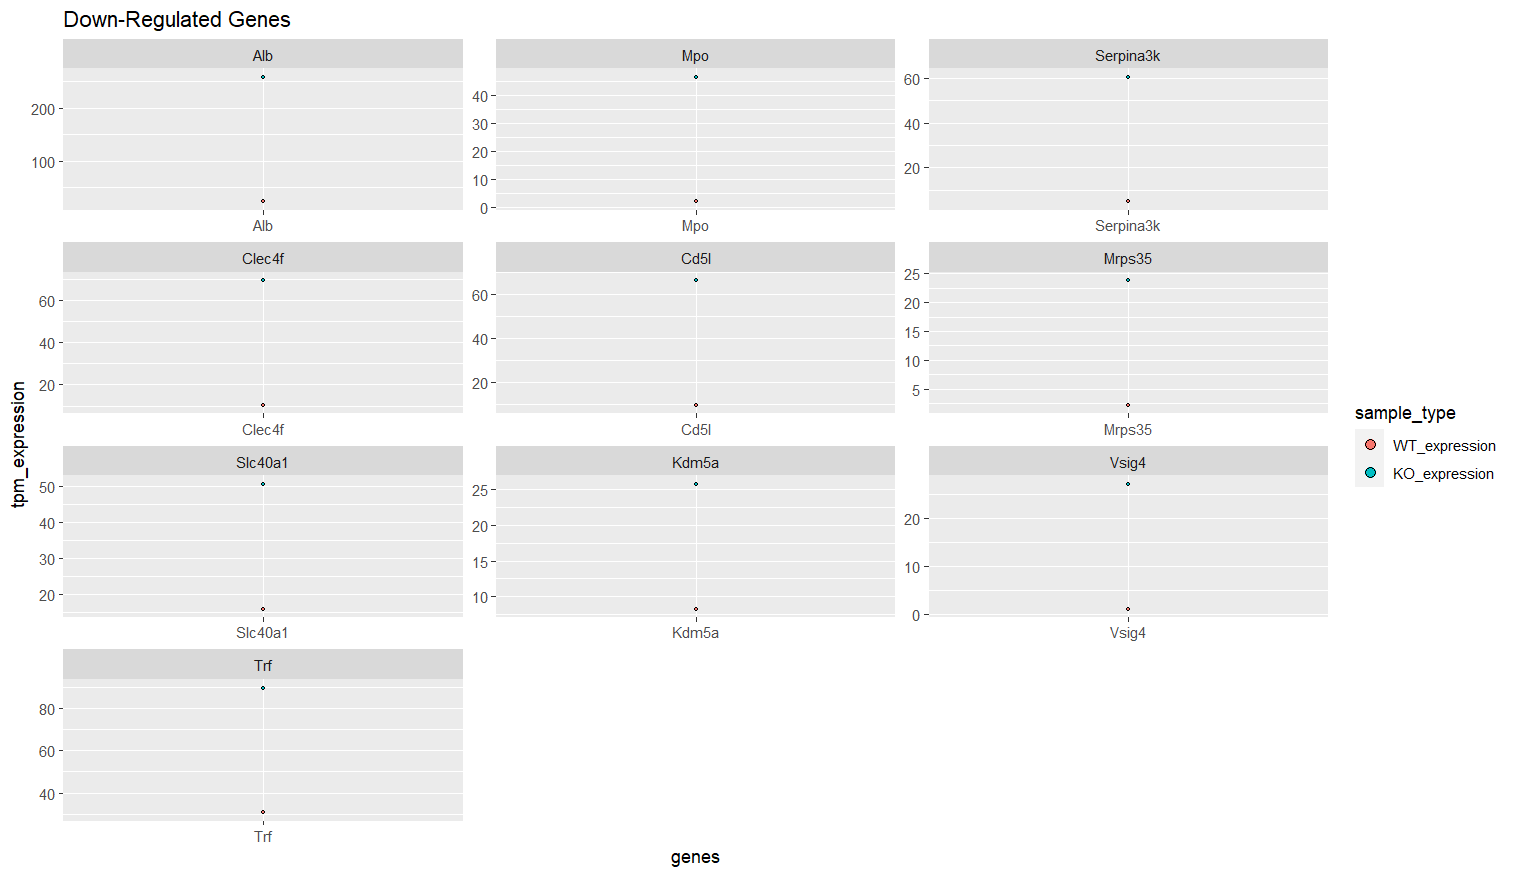 Down-Regulated Genes
Alb
Mpo
Serpina3k
200
100
40
30
20
10
0
60
40
20
Alb
Mpo
Serpina3k
Clec4f
Cd5l
Mrps35
60
40
20
60
40
20
25
20
15
10
5
Clec4f
Cd5l
Mrps35
Slc40a1
Kdm5a
Vsig4
50
40
30
20
25
20
15
10
20
10
0
Slc40a1
Kdm5a
Vsig4
Trf
80
60
40
Trf
tpm_expression
genes
sample_type
WT_expression
KO_expression